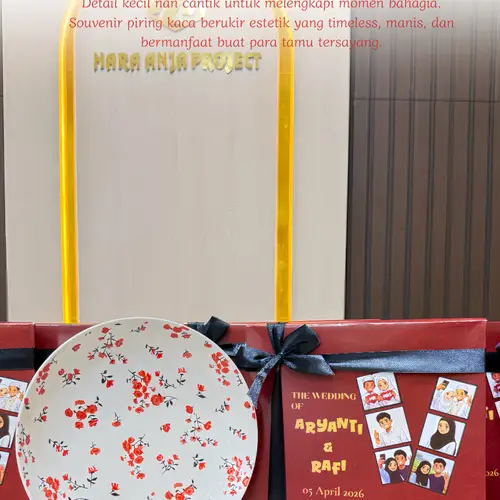 Detail kecil nan cantik untuk melengkapi momen bahagia.
Souvenir piring kaca berukir estetik yang timeless, manis, dan
bermanfaat buat para tamu tersayang.
NARA ANJA PROJECT
THE WEDDING
OF
ARYANTI
&
RAFI
05 April 2026